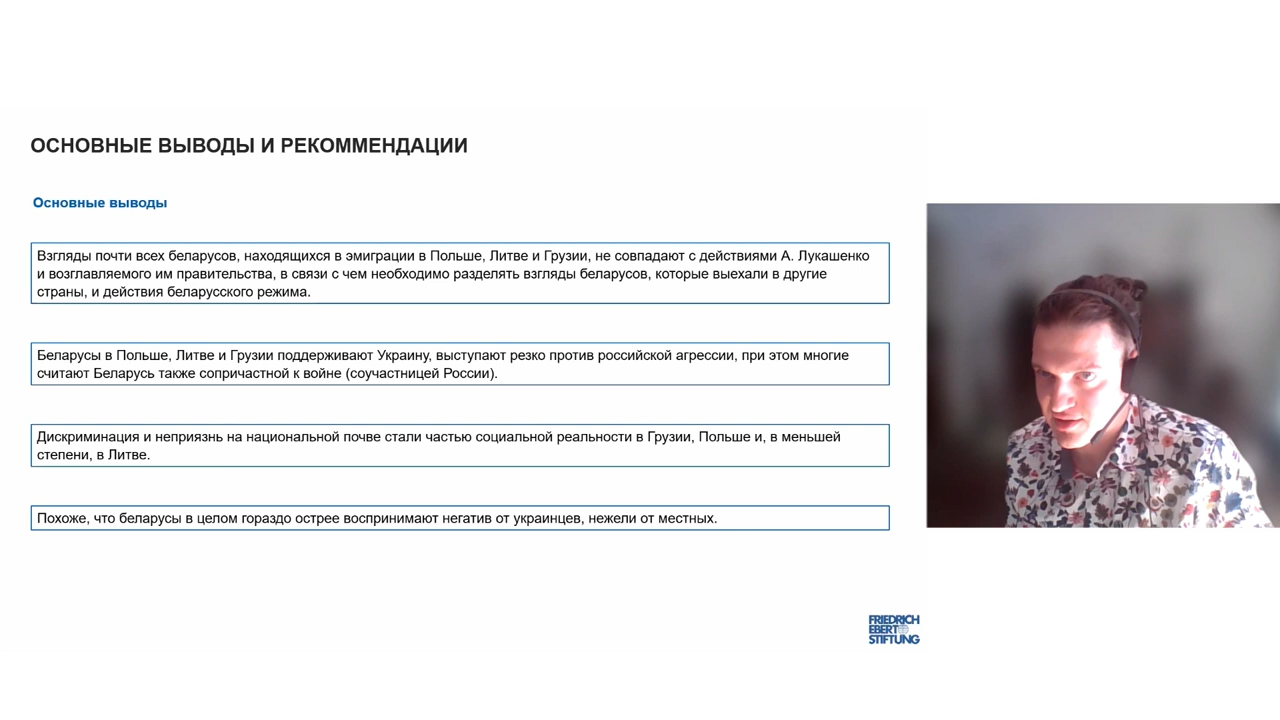 ОСНОВНЫЕ ВЫВОДЫ И РЕКОММЕНДАЦИИ
Основные выводы
Взгляды почти всех беларусов, находящихся в эмиграции в Польше, Литве и Грузии, не совпадают с действиями А. Лукашенко
и возглавляемого им правительства, в связи с чем необходимо разделять взгляды беларусов, которые выехали в другие
страны, и действия беларусского режима.
Беларусы в Польше, Литве и Грузии поддерживают Украину, выступают резко против российской агрессии, при этом многие
считают Беларусь также сопричастной к войне (соучастницей России).
Дискриминация и неприязнь на национальной почве стали частью социальной реальности в Грузии, Польше и, в меньшей
степени, в Литве.
Похоже, что беларусы в целом гораздо острее воспринимают негатив от украинцев, нежели от местных.
FRIEDRICH
EBERT
STIFTUNG